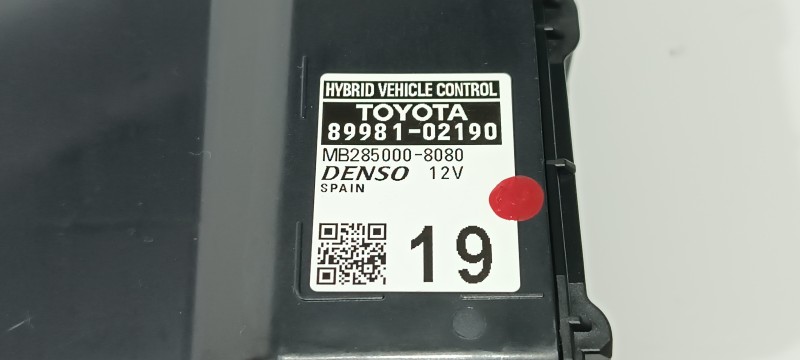 HYBRID VEHICLE CONTROL
TOYOTA
89981-02190
MB285000-8080
DENSO 12V
SPAIN
19